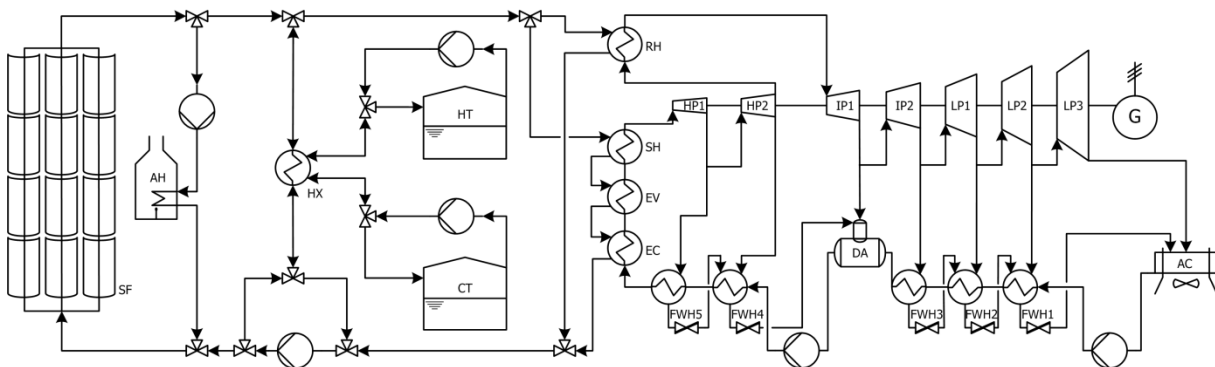 RH
HT
HP1
HP2
IP1
IP2
LP1
LP2
LP3
G
AH
SH
HX
EV
EC
CT
DA
AC
SF
FWH5
FWH4
FWH3
FWH2
FWH1